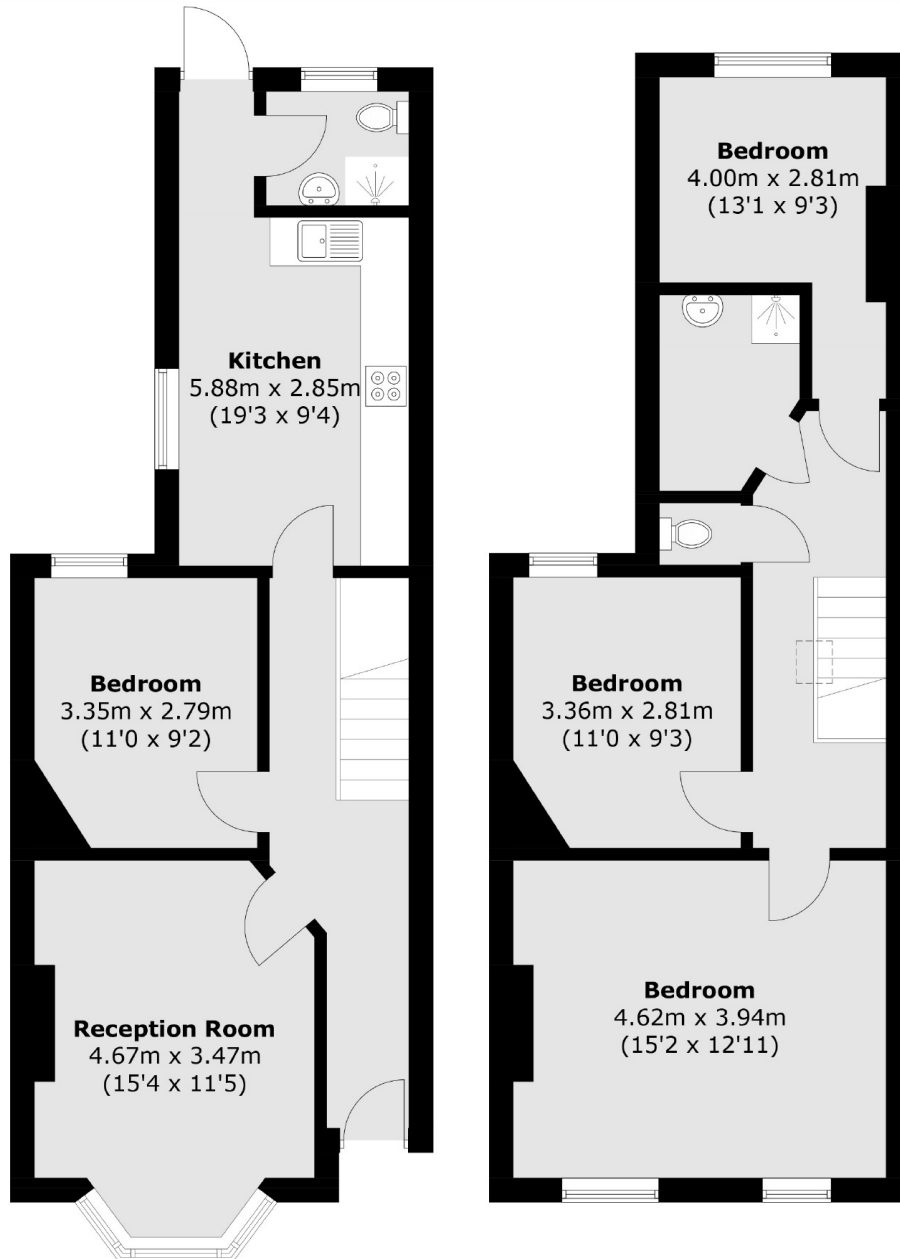 Kitchen
5.88m x 2.85m
(19'3 x 9'4)
Bedroom
3.35m x 2.79m
(11'0 x 9'2)
Reception Room
4.67m x 3.47m
(15'4 x 11'5)
Bedroom
4.00m x 2.81m
(13'1 x 9'3)
Bedroom
3.36m x 2.81m
(11'0 x 9'3)
Bedroom
4.62m x 3.94m
(15'2 x 12'11)